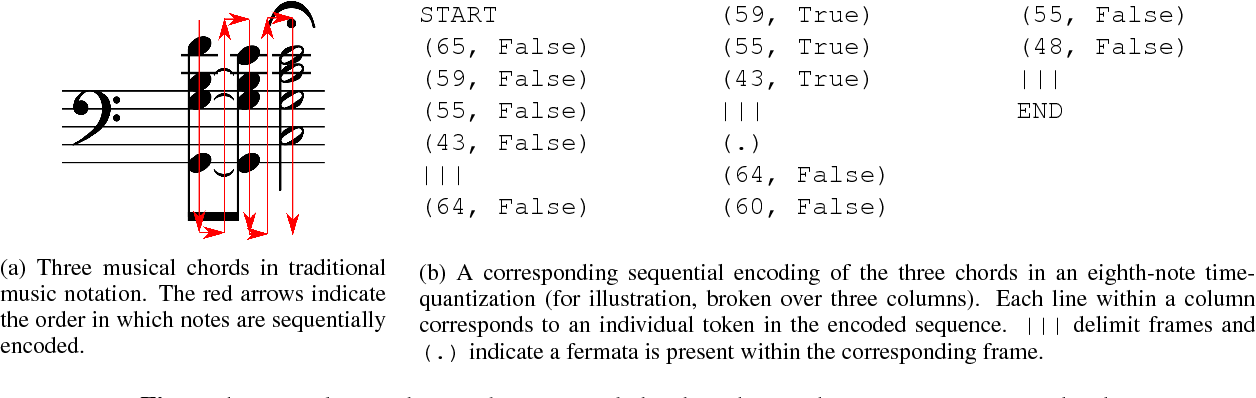 START
(65, False)
(59, False)
(55, False)
(43, False)
|||
(64, False)
(59, True)
(55, True)
(43, True)
|||
(.)
(64, False)
(60, False)
(55, False)
(48, False)
|||
END
(a) Three musical chords in traditional
music notation. The red arrows indicate
the order in which notes are sequentially
encoded.
(b) A corresponding sequential encoding of the three chords in an eighth-note time-
quantization (for illustration, broken over three columns). Each line within a column
corresponds to an individual token in the encoded sequence. ||| delimit frames and
(.) indicate a fermata is present within the corresponding frame.